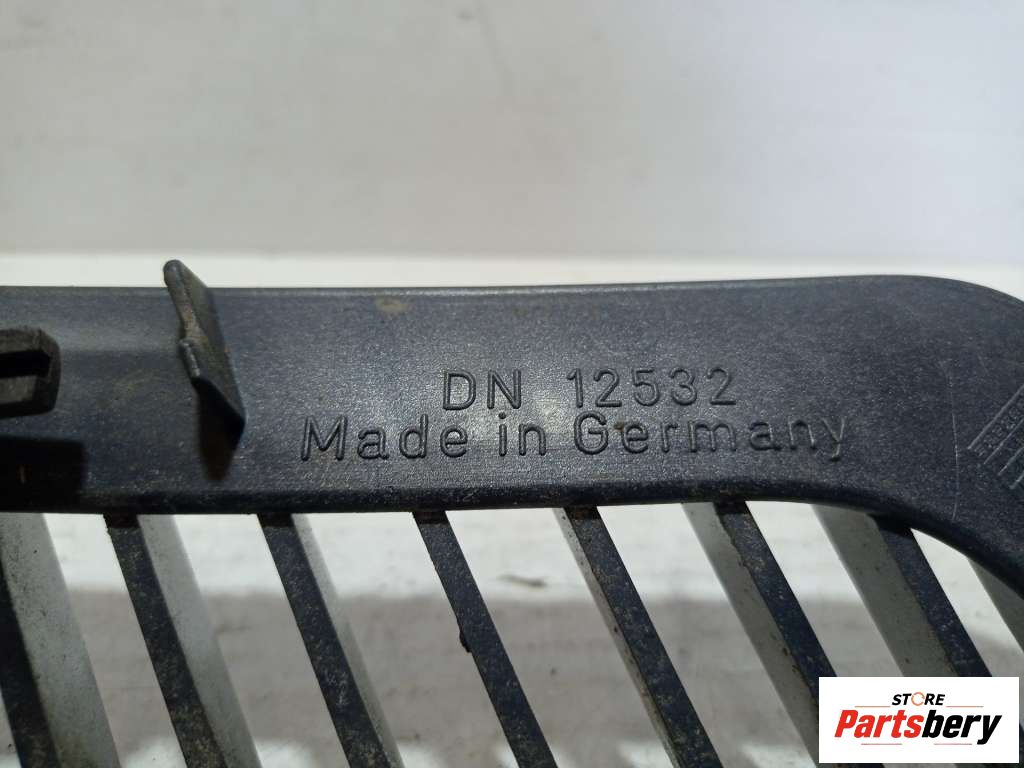 DN 12532
Made in Germany
STORE
Partsbery